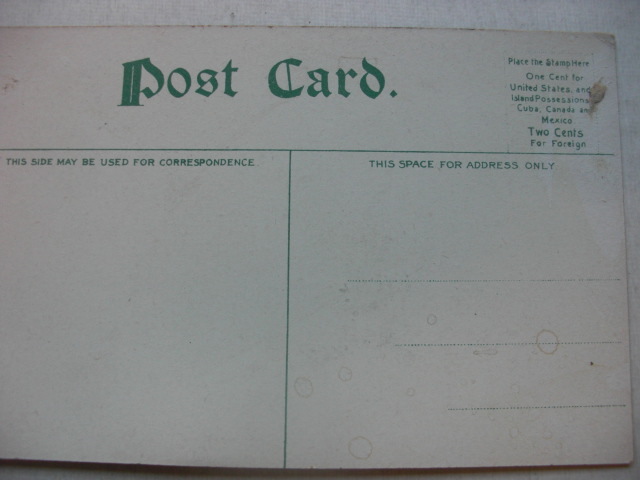 Post Card.
Place the Stamp Here
One Cent for
United States, and
Island Possessions
Cuba, Canada an
Mexico
Two Cents
For Foreign
THIS SIDE MAY BE USED FOR CORRESPONDENCE
THIS SPACE FOR ADDRESS ONLY